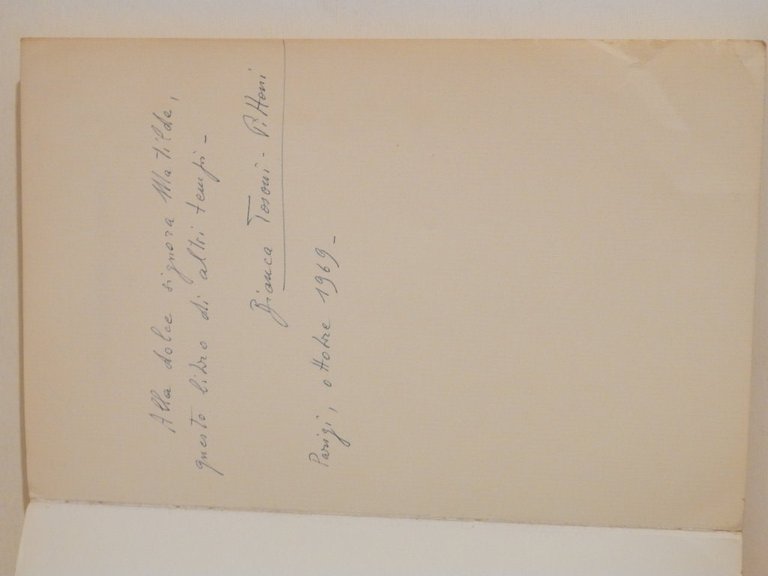 Alla dolce signora Matilde,
questo libro di altri tempi -
Bianca Tosoni - Pittoni
Parigi, ottobre 1969 -